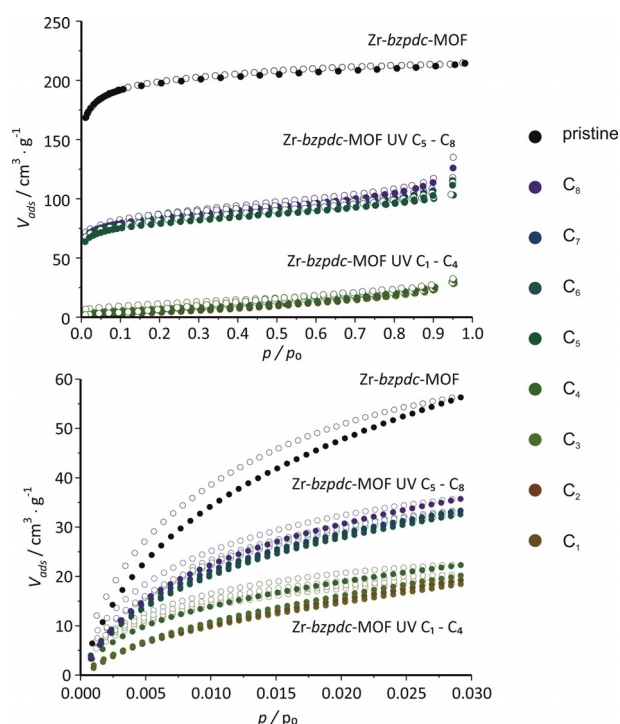 Zr-bzpdc-MOF
250
200
150
100
50
0
V_ads / cm³ · g⁻¹
Zr-bzpdc-MOF UV C₅ - C₈
Zr-bzpdc-MOF UV C₁ - C₄
0.0 0.1 0.2 0.3 0.4 0.5 0.6 0.7 0.8 0.9 1.0
p / p₀
Zr-bzpdc-MOF
60
50
40
30
20
10
0
V_ads / cm³ · g⁻¹
Zr-bzpdc-MOF UV C₅ - C₈
Zr-bzpdc-MOF UV C₁ - C₄
0.000 0.005 0.010 0.015 0.020 0.025 0.030
p / p₀
pristine
C₈
C₇
C₆
C₅
C₄
C₃
C₂
C₁